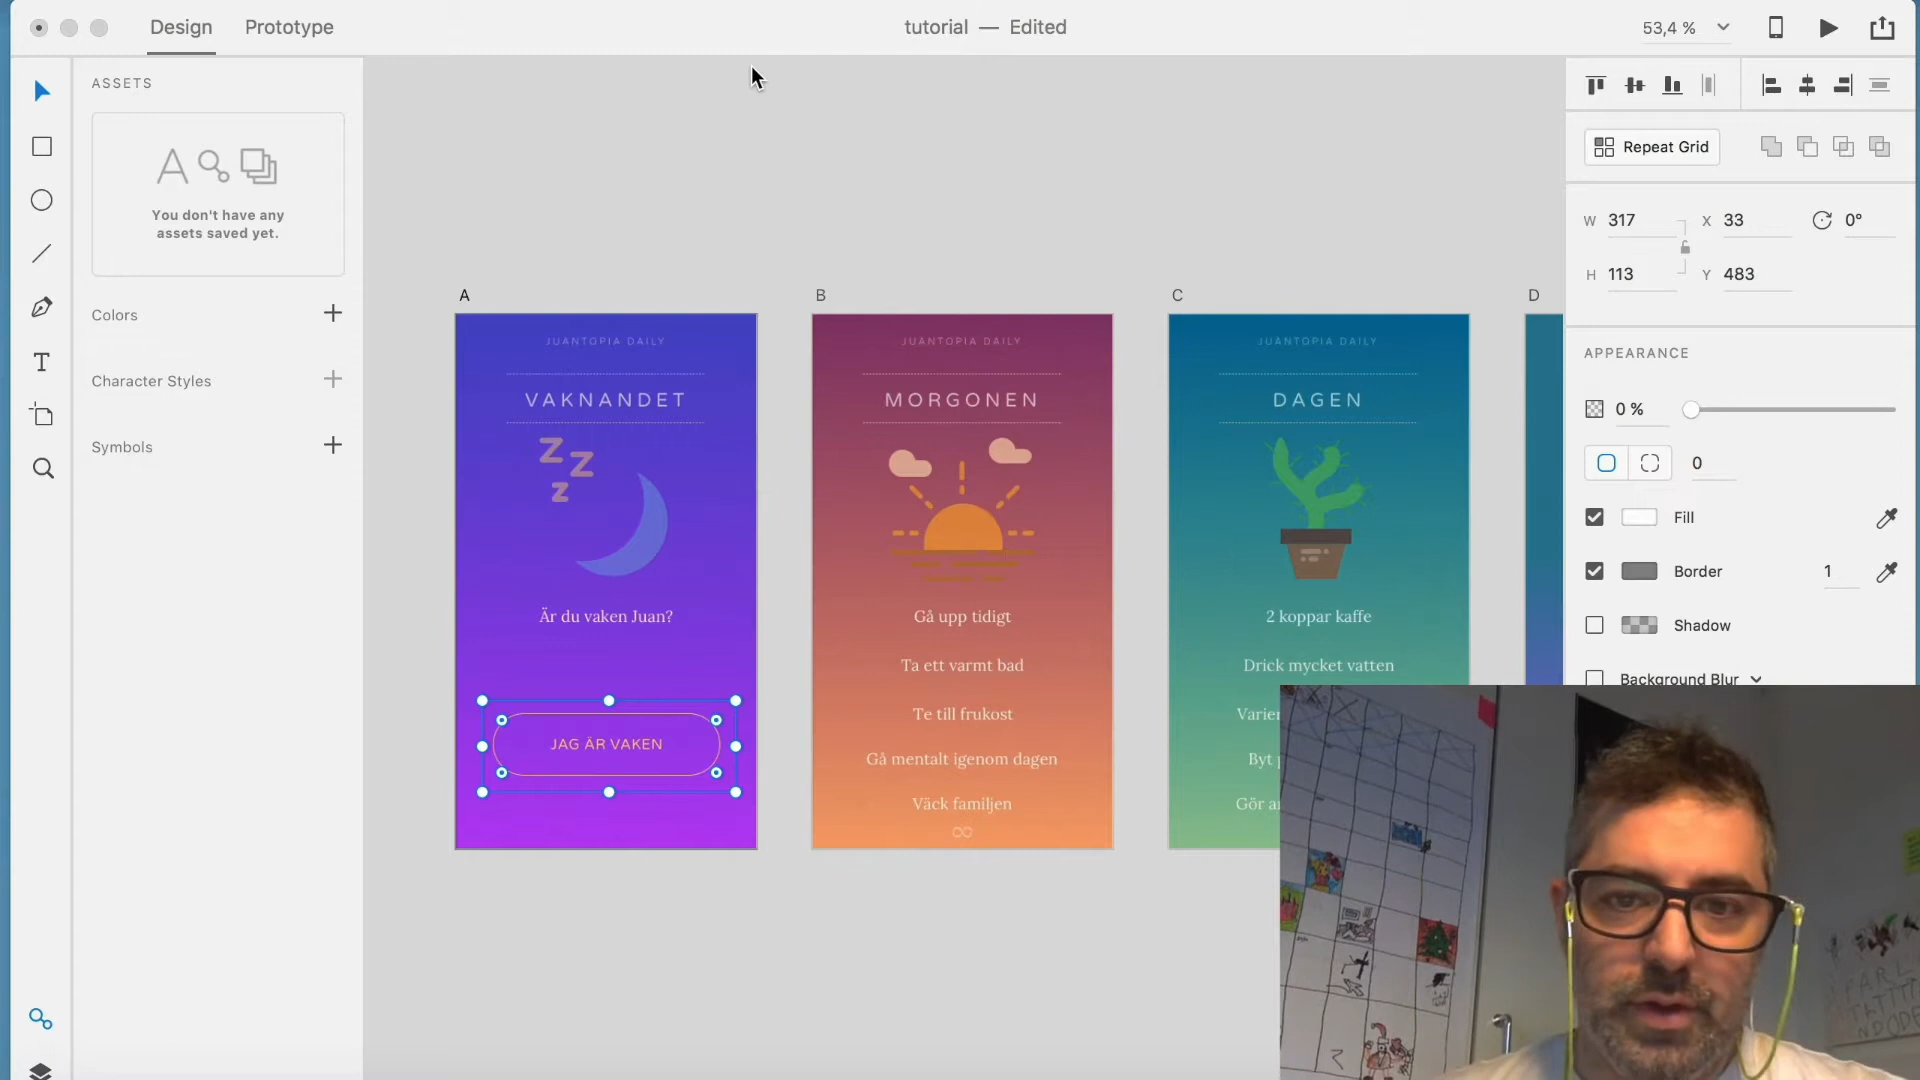 Design
Prototype
tutorial — Edited
53,4 %
ASSETS
You don't have any
assets saved yet.
Colors
Character Styles
Symbols
A
JUANTOPIA DAILY
VAKNANDET
Z Z
Z
Är du vaken Juan?
JAG ÄR VAKEN
B
JUANTOPIA DAILY
MORGONEN
Gå upp tidigt
Ta ett varmt bad
Te till frukost
Gå mentalt igenom dagen
Väck familjen
C
JUANTOPIA DAILY
DAGEN
2 koppar kaffe
Drick mycket vatten
Byt
Gör
D
Repeat Grid
W 317 X 33 0°
H 113 Y 483
APPEARANCE
0 %
0
Fill
Border 1
Shadow
Background Blur